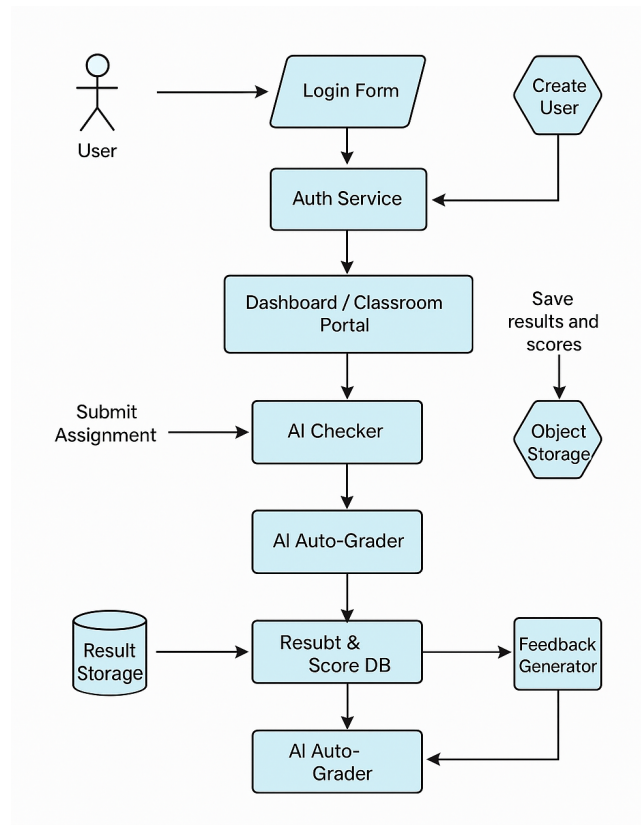 Login Form
Create
User
User
Auth Service
Dashboard / Classroom
Portal
Save
results and
scores
Submit
Assignment
AI Checker
Object
Storage
AI Auto-Grader
Result
Storage
Resubt &
Score DB
Feedback
Generator
AI Auto-
Grader